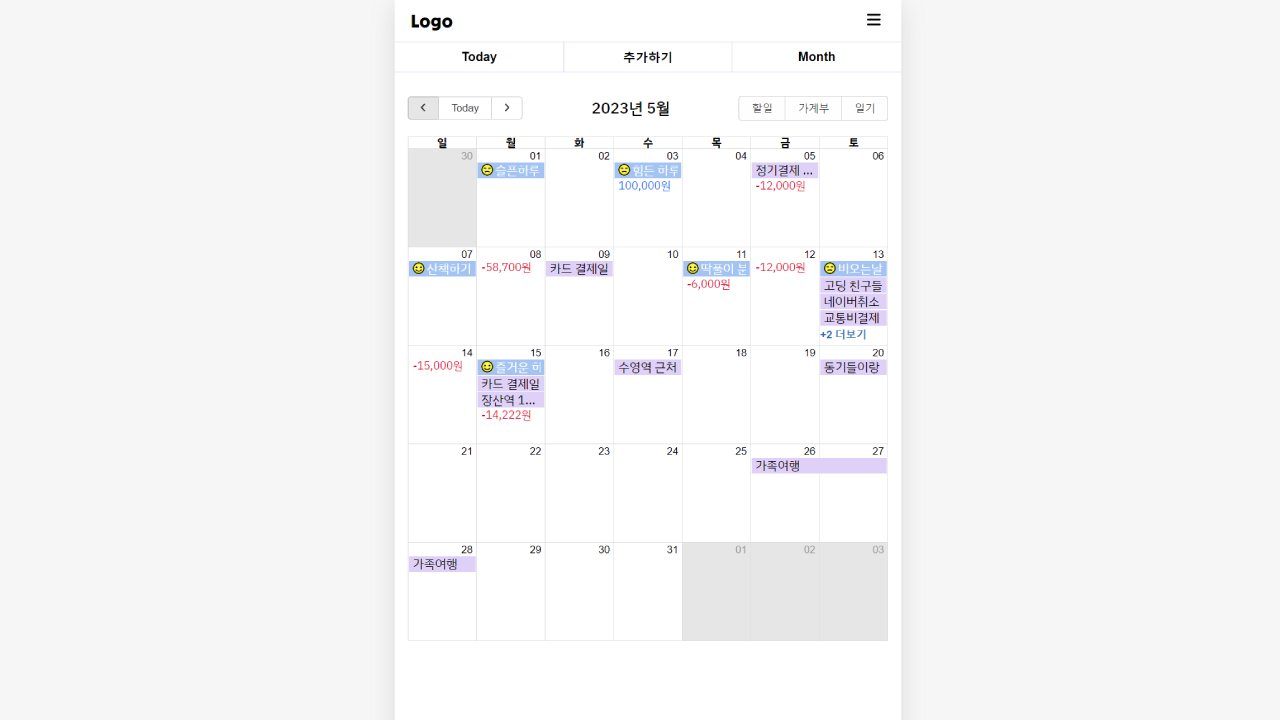 Logo
Today 추가하기 Month
Today 2023년 5월 할일 가계부 일기
일 월 화 수 목 금 토
30 01 02 03 04 05 06
슬픈하루 힘든 하루 정기결제 ...
100,000원 -12,000원
07 08 09 10 11 12 13
산책하기 -58,700원 카드 결제일 딱풀이 분 -12,000원 비오는날
-6,000원 고딩 친구들
네이버취소
교통비결제
+2 더보기
14 15 16 17 18 19 20
-15,000원 즐거운 수영역 근처 동기들이랑
카드 결제일
장산역 1...
-14,222원
21 22 23 24 25 26 27
가족여행
28 29 30 31 01 02 03
가족여행